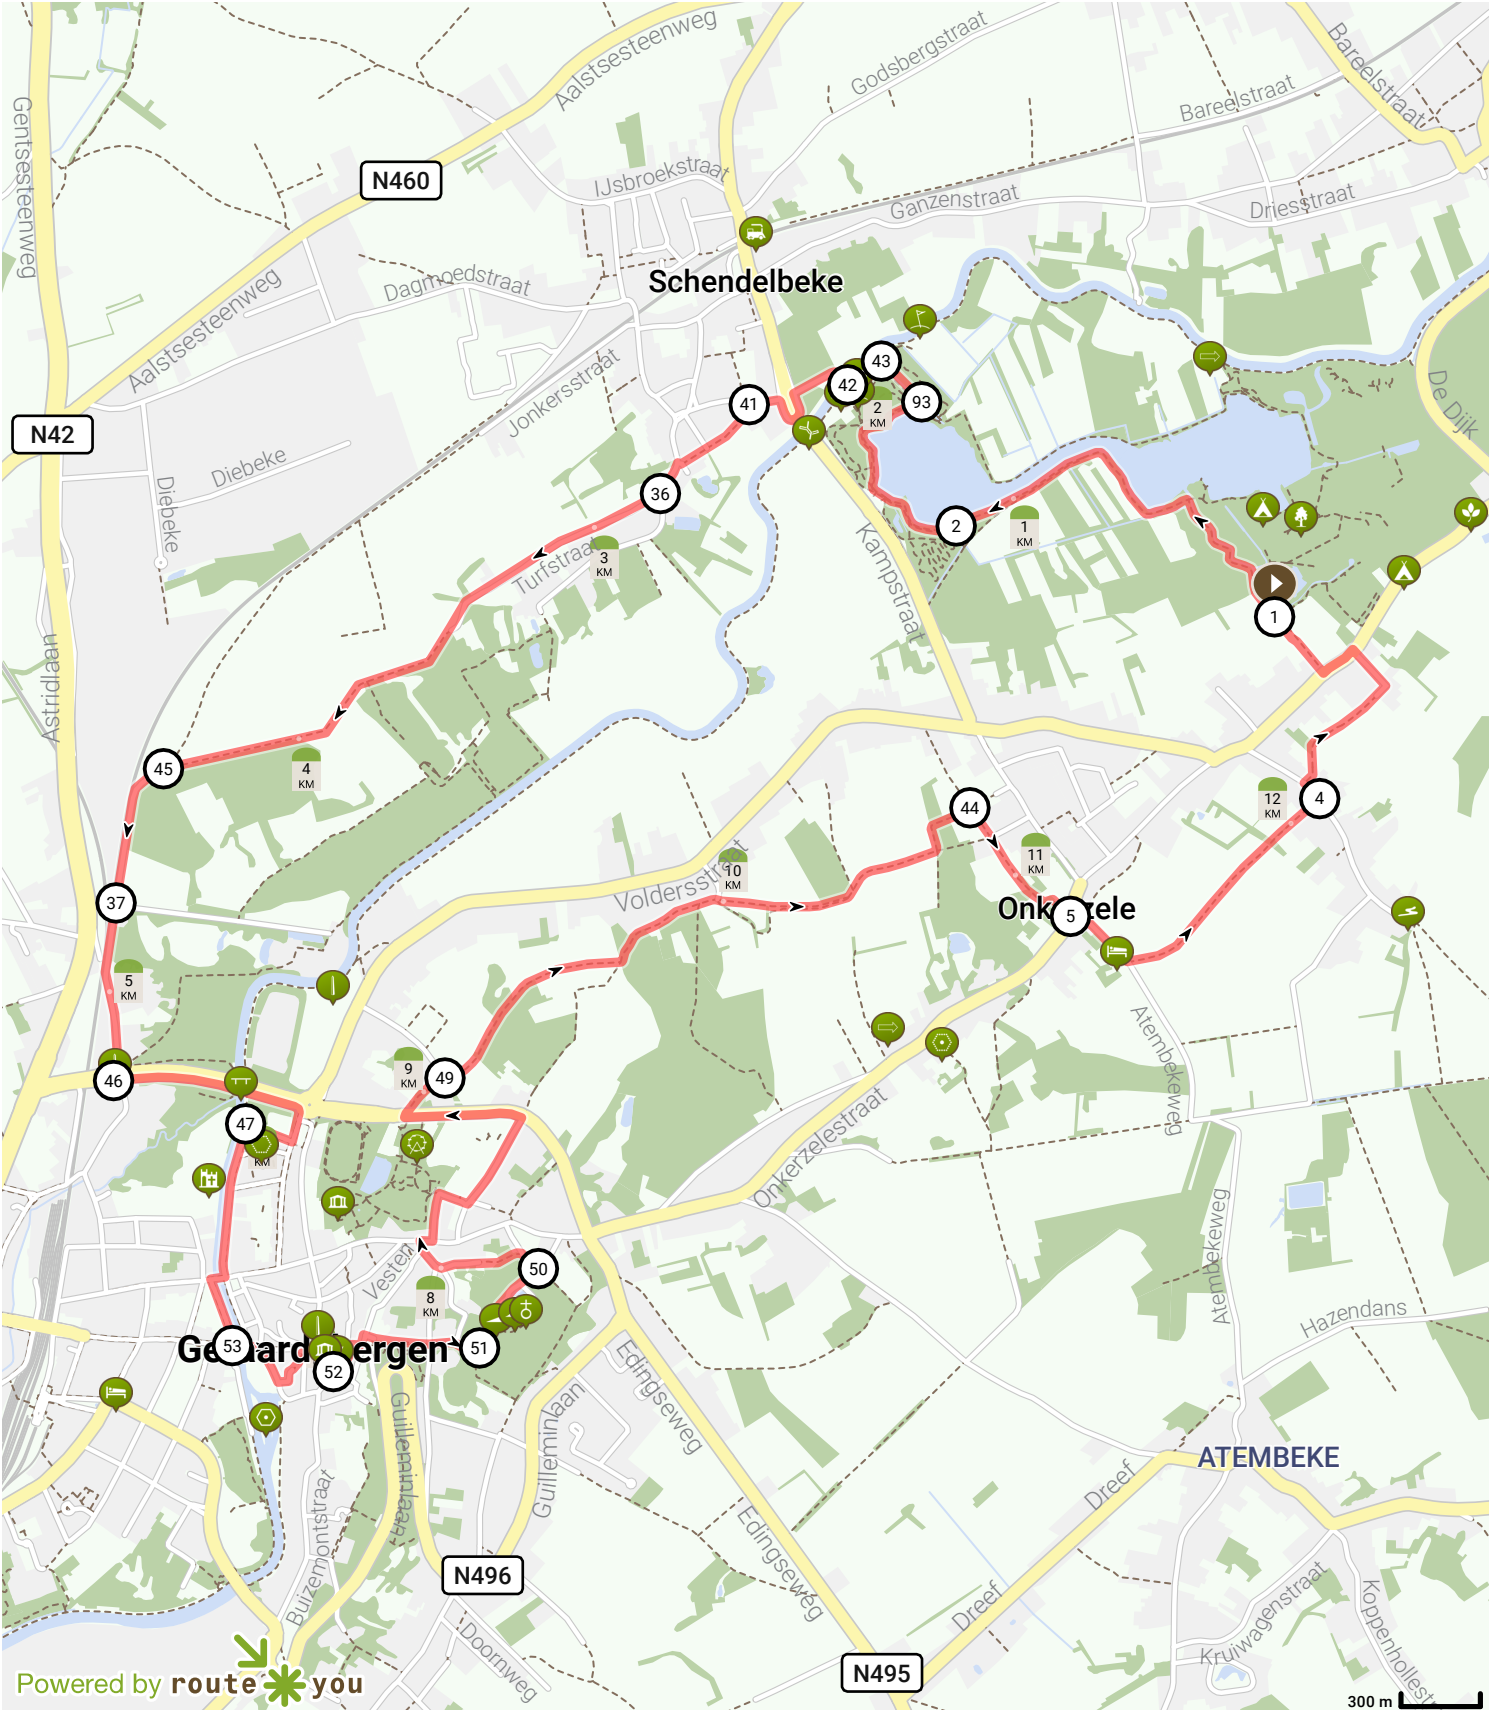 Aalstsesteenweg
Godsbergstraat
Bareelstraat
Bareelstraat
Gentsesteenweg
N460
IJsbroekstraat
Ganzenstraat
Driesstraat
Schendelbeke
Dagmoedstraat
Aalstsesteenweg
Jonkersstraat
De Dijk
43
42
93
41
2
KM
N42
Diebeke
Diebeke
36
2
1
KM
3
KM
Turfstraat
Kampstraat
1
Astridlaan
45
4
KM
44
12
KM
4
11
KM
10
KM
Voldersstraat
37
Onkerzele
5
5
KM
Atembekeweg
9
KM
49
46
47
KM
Onkerzelestraat
Atembekeweg
Vesten
50
8
KM
Hazendans
53
Geraardsbergen
51
52
Edingseweg
Guilleminlaan
Guilleminlaan
ATEMBEKE
Dreef
Buizemontstraat
Edingseweg
N496
Dreef
Kruiwagenstraat
Koppenhollestr
Doornweg
N495
Powered by routeyou
300 m